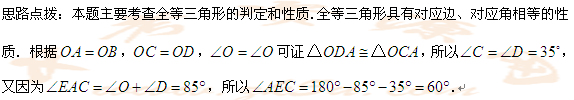 思路点拨：本题主要考查全等三角形的判定和性质.全等三角形具有对应边、对应角相等的性
质．根据OA=OB，OC=OD，∠O=∠O可证△ODA≅△OCA，所以∠C=∠D=35°，
又因为∠EAC=∠O+∠D=85°，所以∠AEC=180°−85°−35°=60°．